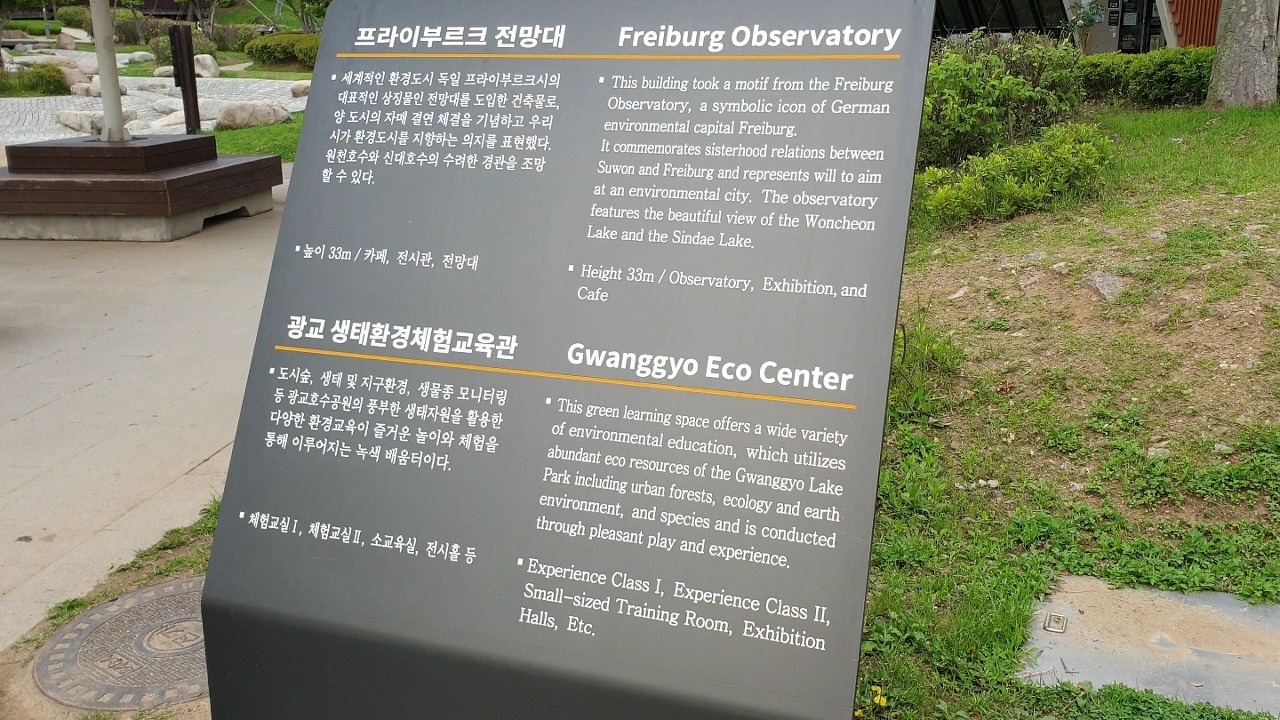 프라이부르크 전망대
▪ 세계적인 환경도시 독일 프라이부르크시의
대표적인 상징물인 전망대를 도입한 건축물로,
양 도시의 자매 결연 체결을 기념하고 우리
시가 환경도시를 지향하는 의지를 표현했다.
원천호수와 신대호수의 수려한 경관을 조망
할 수 있다.
▪ 높이 33m / 카페, 전시관, 전망대
Freiburg Observatory
▪ This building took a motif from the Freiburg
Observatory, a symbolic icon of German
environmental capital Freiburg.
It commemorates sisterhood relations between
Suwon and Freiburg and represents will to aim
at an environmental city. The observatory
features the beautiful view of the Woncheon
Lake and the Sindae Lake.
▪ Height 33m / Observatory, Exhibition, and
Cafe
광교 생태환경체험교육관
▪ 도시숲, 생태 및 지구환경, 생물종 모니터링
등 광교호수공원의 풍부한 생태자원을 활용한
다양한 환경교육이 즐거운 놀이와 체험을
통해 이루어지는 녹색 배움터이다.
▪ 체험교실Ⅰ, 체험교실Ⅱ, 소교육실, 전시홀 등
Gwanggyo Eco Center
▪ This green learning space offers a wide variety
of environmental education, which utilizes
abundant eco resources of the Gwanggyo Lake
Park including urban forests, ecology and earth
environment, and species and is conducted
through pleasant play and experience.
▪ Experience Class I, Experience Class II,
Small-sized Training Room, Exhibition
Halls, Etc.